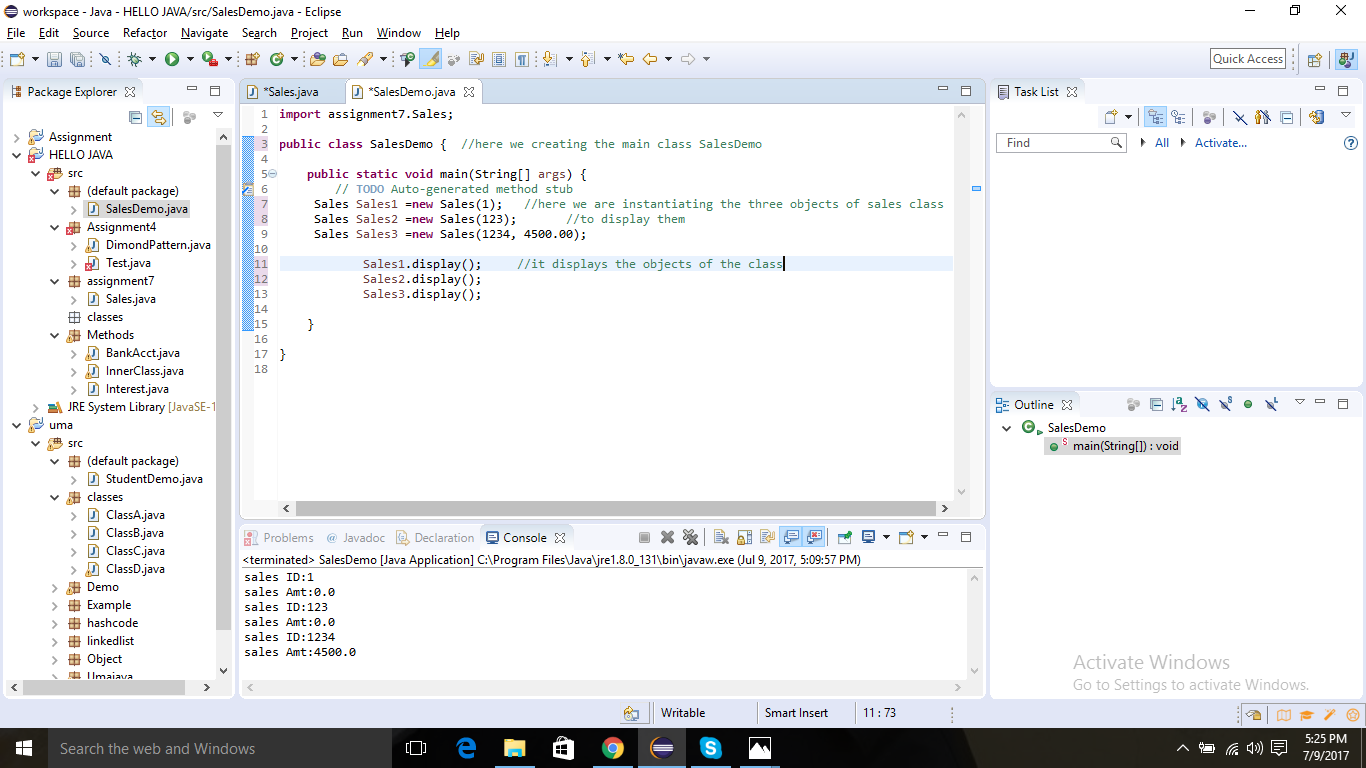 workspace - Java - HELLO JAVA/src/SalesDemo.java - Eclipse
File Edit Source Refactor Navigate Search Project Run Window Help
Quick Access
Package Explorer
Assignment
HELLO JAVA
src
(default package)
SalesDemo.java
Assignment4
DimondPattern.java
Test.java
assignment7
Sales.java
classes
Methods
BankAcct.java
InnerClass.java
Interest.java
JRE System Library [JavaSE-1
uma
src
(default package)
StudentDemo.java
classes
ClassA.java
ClassB.java
ClassC.java
ClassD.java
Demo
Example
hashcode
linkedlist
Object
Umajava
*Sales.java *SalesDemo.java
1 import assignment7.Sales;
2
3 public class SalesDemo { //here we creating the main class SalesDemo
4
5 public static void main(String[] args) {
6 // TODO Auto-generated method stub
7 Sales Sales1 =new Sales(1); //here we are instantiating the three objects of sales class
8 Sales Sales2 =new Sales(123); //to display them
9 Sales Sales3 =new Sales(1234, 4500.00);
10
11 Sales1.display(); //it displays the objects of the class
12 Sales2.display();
13 Sales3.display();
14
15 }
16
17 }
18
Problems @ Javadoc Declaration Console
<terminated> SalesDemo [Java Application] C:\Program Files\Java\jre1.8.0_131\bin\javaw.exe (Jul 9, 2017, 5:09:57 PM)
sales ID:1
sales Amt:0.0
sales ID:123
sales Amt:0.0
sales ID:1234
sales Amt:4500.0
Task List
Find All Activate...
Outline
SalesDemo
main(String[]) : void
Activate Windows
Go to Settings to activate Windows.
Writable Smart Insert 11 : 73
Search the web and Windows
5:25 PM
7/9/2017